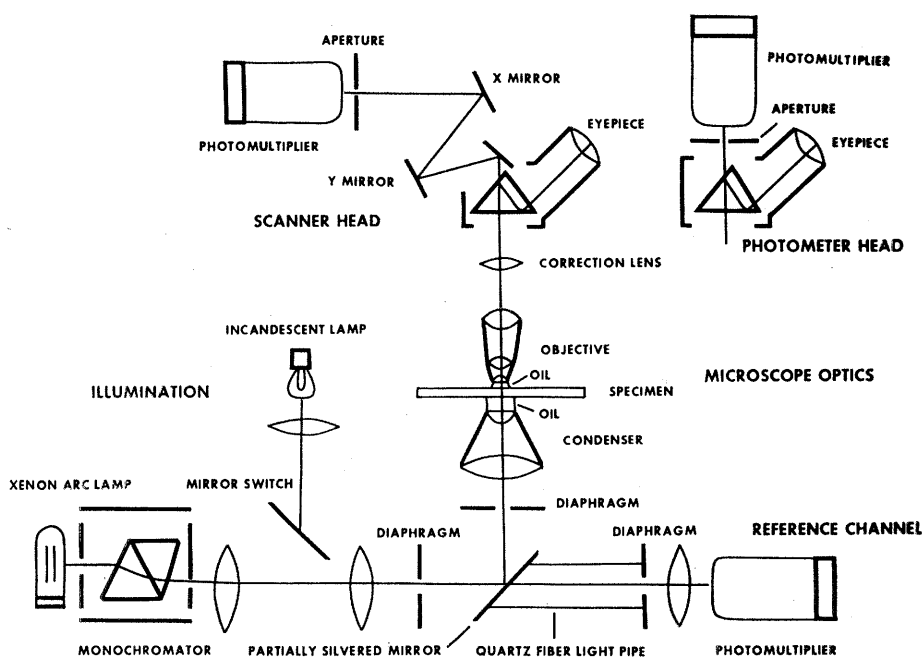 APERTURE
PHOTOMULTIPLIER
X MIRROR
APERTURE
EYEPIECE
EYEPIECE
PHOTOMULTIPLIER
Y MIRROR
SCANNER HEAD
PHOTOMETER HEAD
CORRECTION LENS
INCANDESCENT LAMP
OBJECTIVE
OIL
MICROSCOPE OPTICS
ILLUMINATION
SPECIMEN
OIL
CONDENSER
XENON ARC LAMP
MIRROR SWITCH
DIAPHRAGM
DIAPHRAGM
DIAPHRAGM
REFERENCE CHANNEL
MONOCHROMATOR
PARTIALLY SILVERED MIRROR
QUARTZ FIBER LIGHT PIPE
PHOTOMULTIPLIER